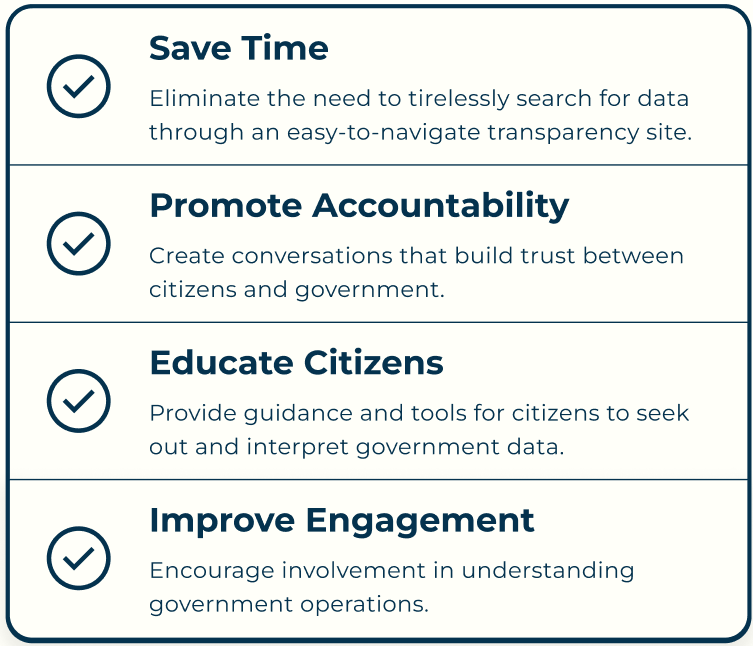 Save Time
Eliminate the need to tirelessly search for data
through an easy-to-navigate transparency site.
Promote Accountability
Create conversations that build trust between
citizens and government.
Educate Citizens
Provide guidance and tools for citizens to seek
out and interpret government data.
Improve Engagement
Encourage involvement in understanding
government operations.